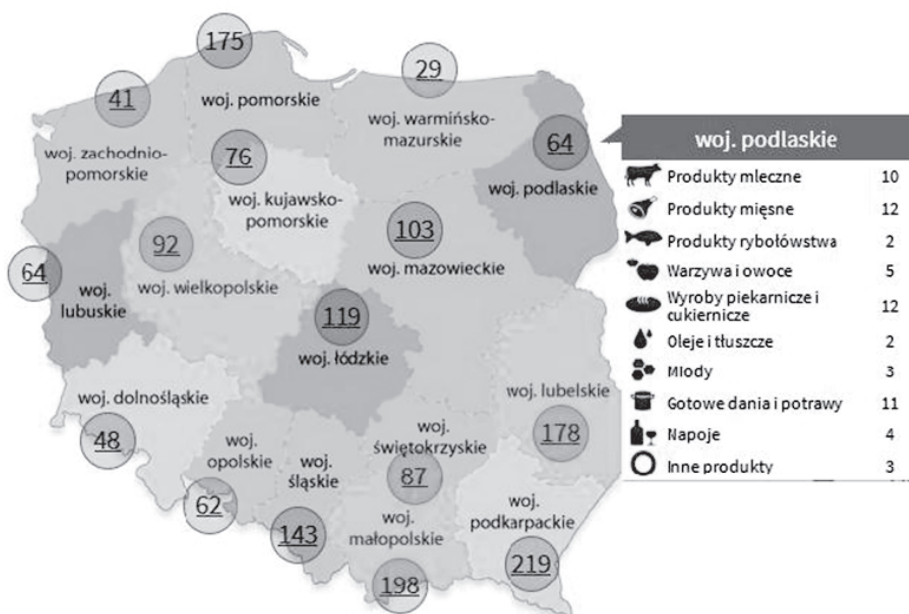 175
woj. pomorskie
29
woj. warmińsko-
mazurskie
41
woj. zachodnio-
pomorskie
76
woj. kujawsko-
pomorskie
64
woj. podlaskie
92
woj. wielkopolskie
103
woj. mazowieckie
64
woj.
lubuskie
119
woj. łódzkie
woj. dolnośląskie
48
woj.
opolskie
62
woj.
śląskie
143
woj.
świętokrzyskie
87
woj. lubelskie
178
woj.
małopolskie
198
woj.
podkarpackie
219
woj. podlaskie
Produkty mleczne 10
Produkty mięsne 12
Produkty rybołówstwa 2
Warzywa i owoce 5
Wyroby piekarnicze i
cukiernicze 12
Oleje i tłuszcze 2
Miody 3
Gotowe dania i potrawy 11
Napoje 4
Inne produkty 3